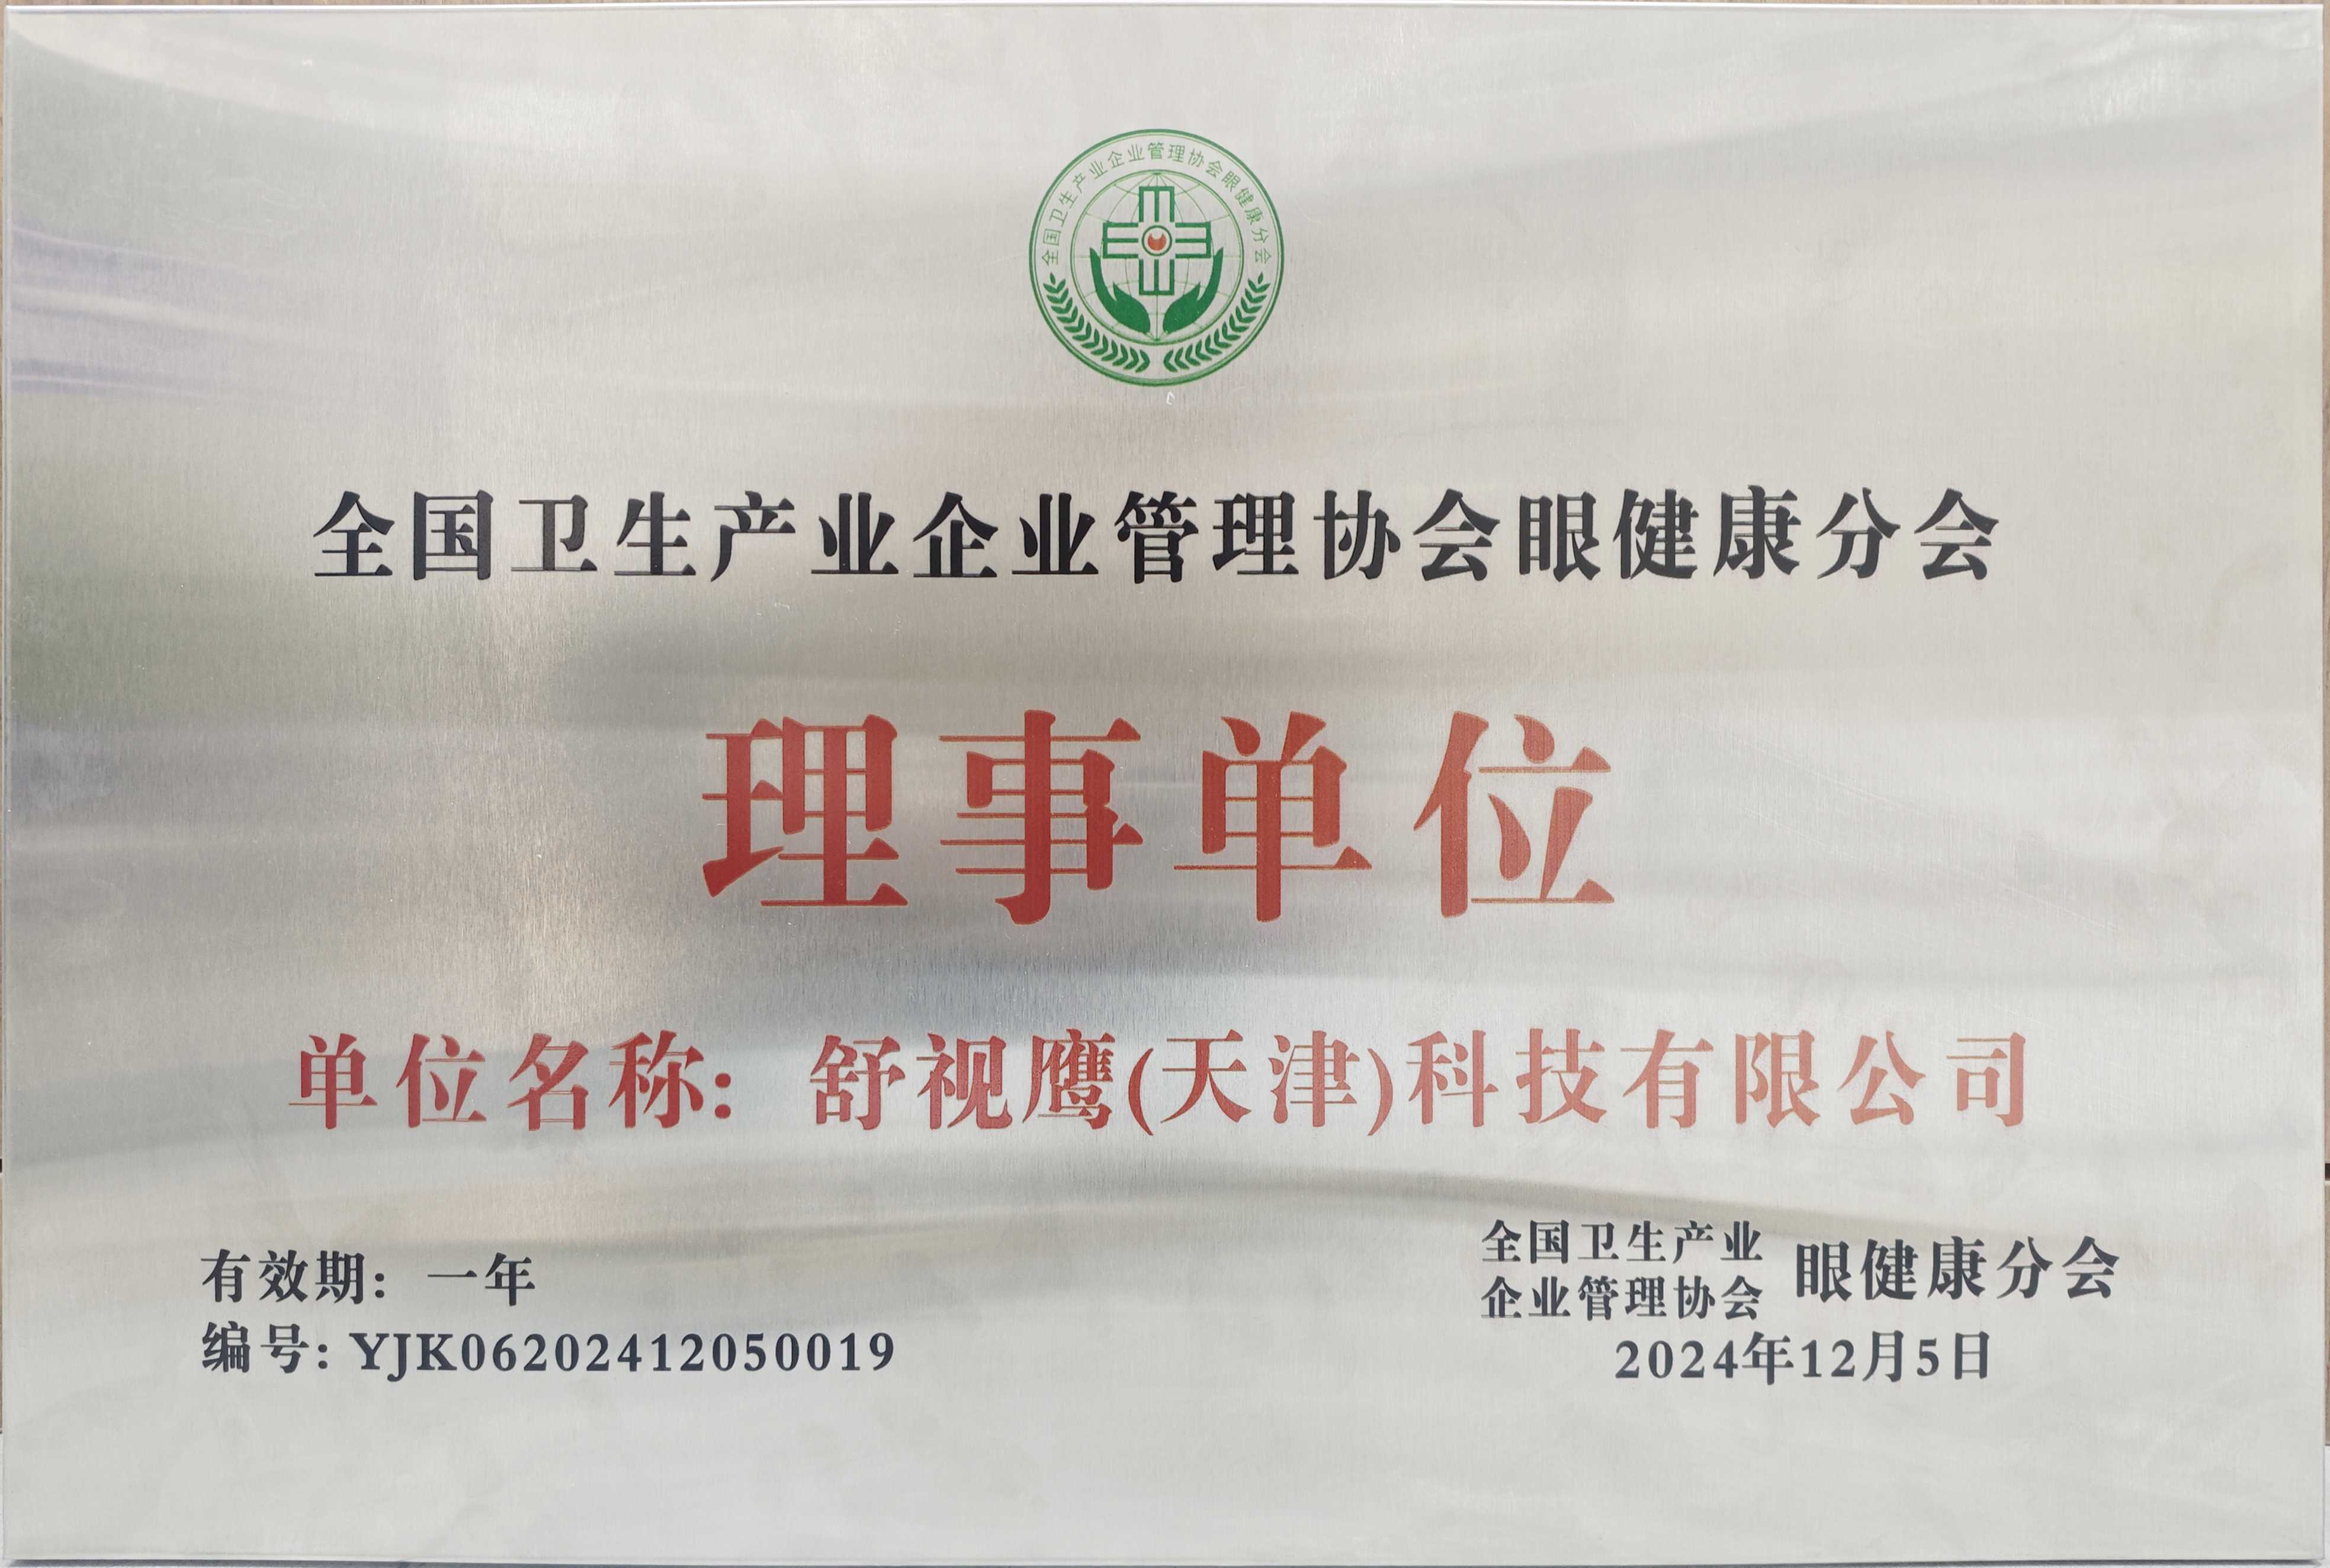 全国卫生产业企业管理协会眼健康分会
全国卫生产业企业管理协会眼健康分会
理事单位
单位名称: 舒视鹰(天津)科技有限公司
有效期: 一年
编号: YJK06202412050019
全国卫生产业
企业管理协会
眼健康分会
2024年12月5日